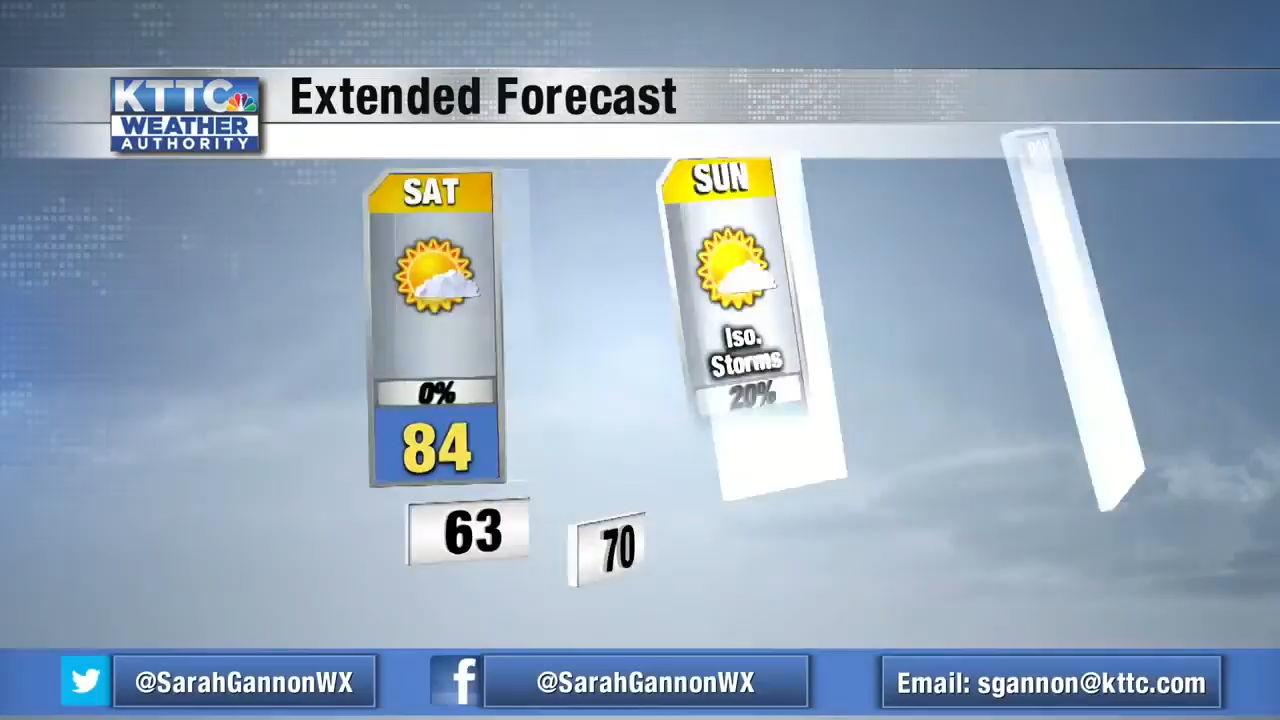 KTTC
WEATHER
AUTHORITY
Extended Forecast
SAT
0%
84
63
SUN
Iso.
Storms
20%
70
@SarahGannonWX
@SarahGannonWX
Email: sgannon@kttc.com